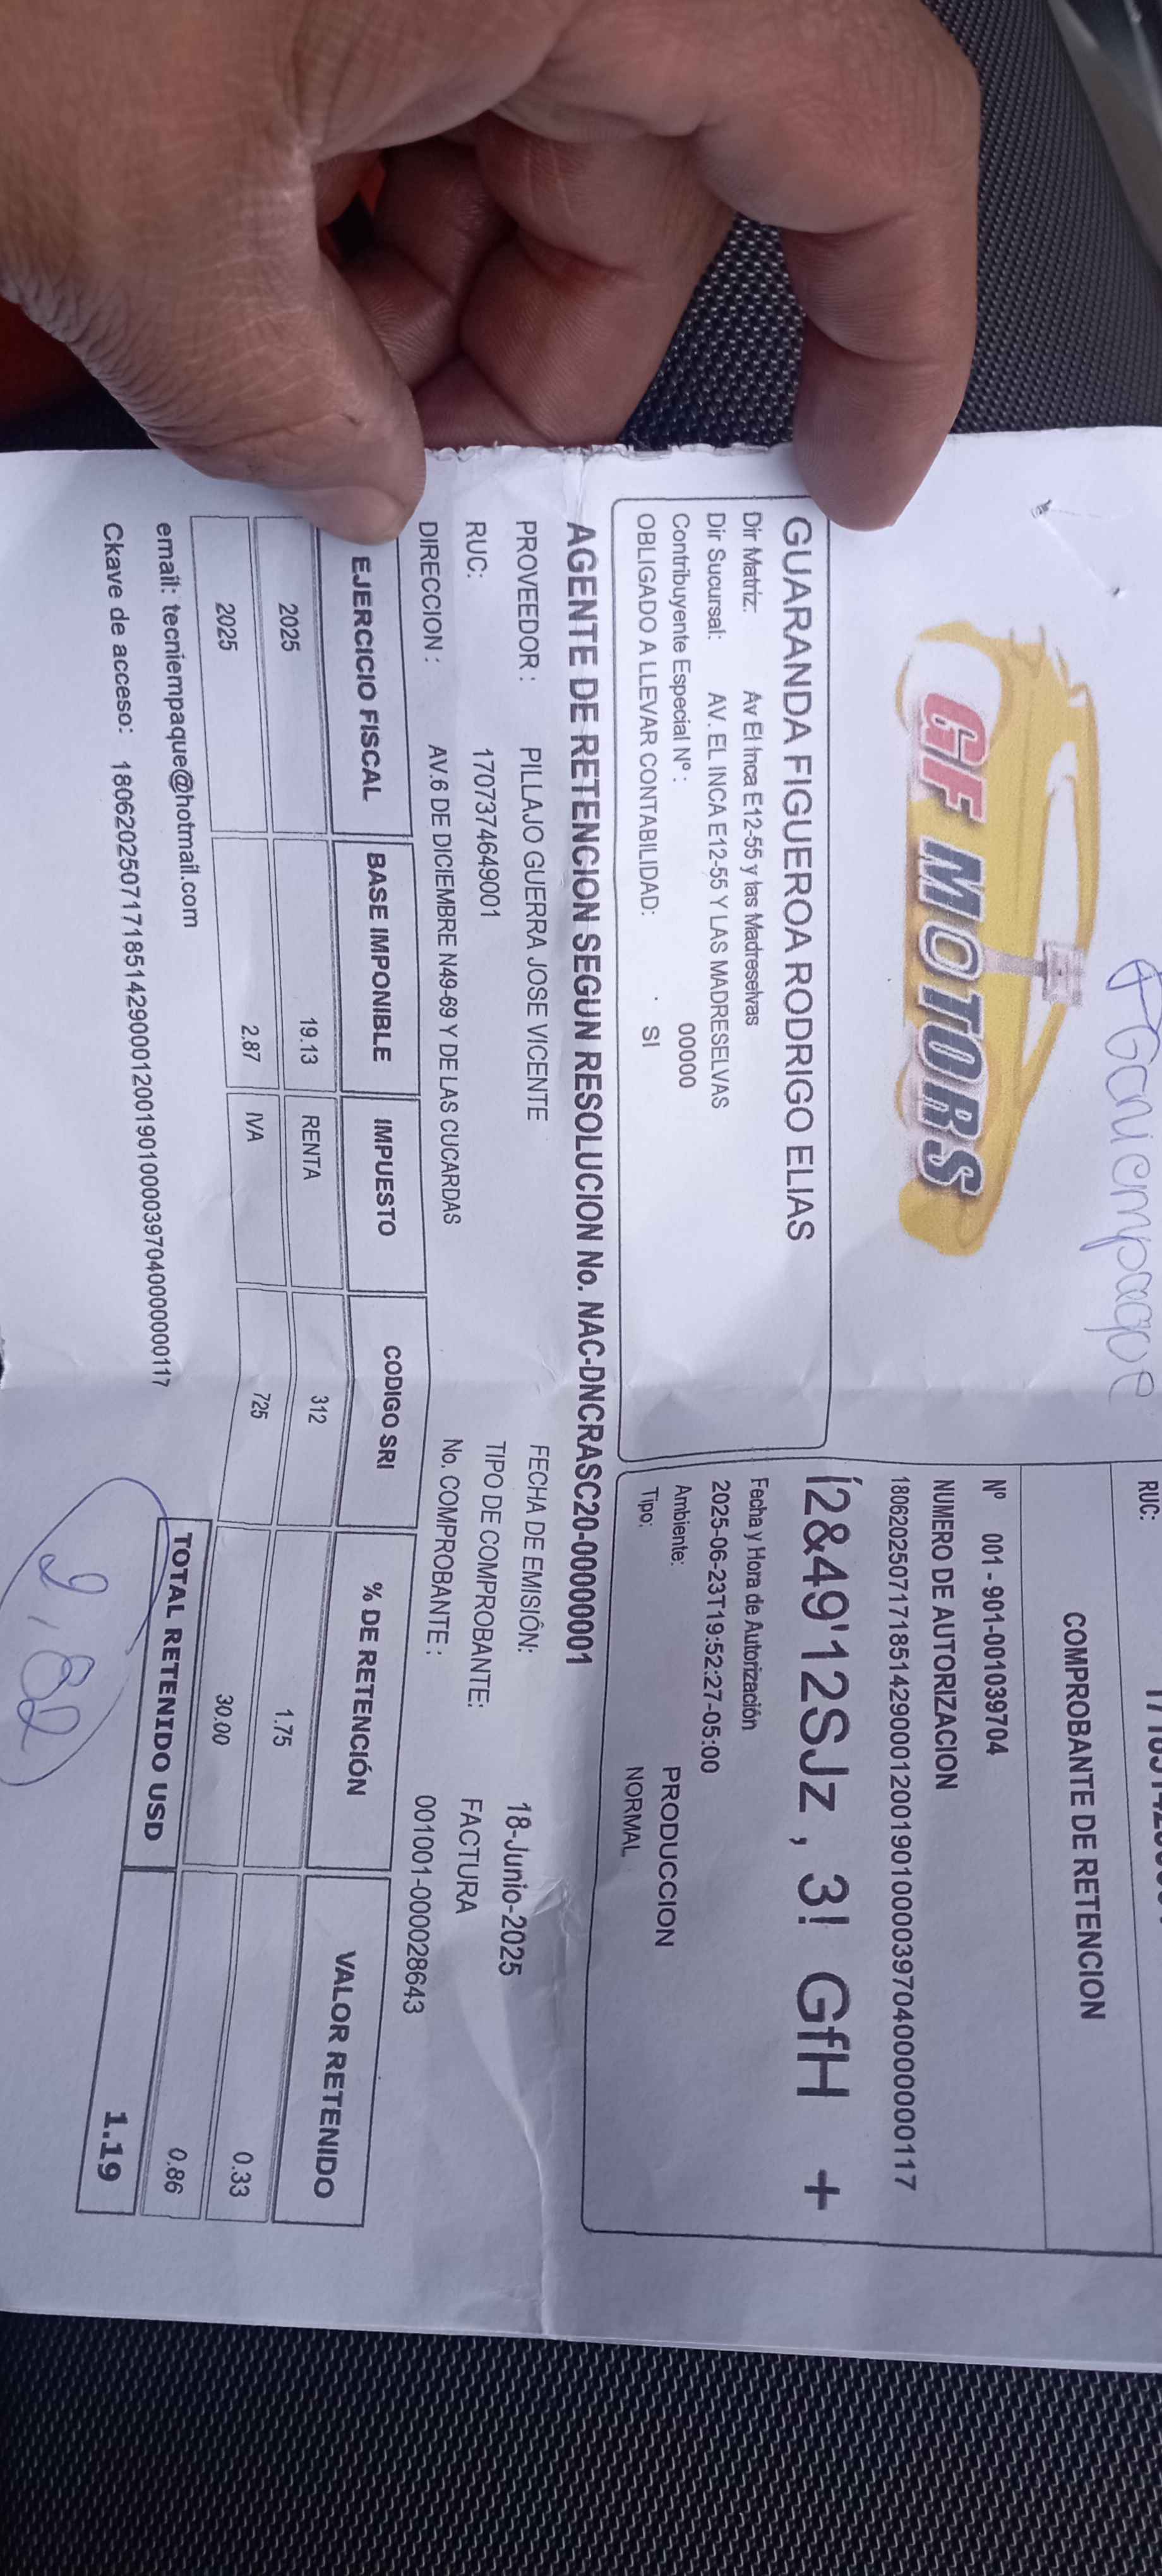 GF MOTORS
GUARANDA FIGUEROA RODRIGO ELIAS
Dir Matriz: Av El Inca E12-55 y las Madreselvas
Dir Sucursal: AV. EL INCA E12-55 Y LAS MADRESELVAS
Contribuyente Especial Nº : 00000
OBLIGADO A LLEVAR CONTABILIDAD: SI
RUC:
COMPROBANTE DE RETENCION
Nº 001 - 901-001039704
NUMERO DE AUTORIZACION
1806202507171851429000120019010000397040000000117
Í2&49'12SJz , 3! GfH +
Fecha y Hora de Autorización
2025-06-23T19:52:27-05:00
Ambiente: PRODUCCION
Tipo: NORMAL
AGENTE DE RETENCION SEGUN RESOLUCION No. NAC-DNCRASC20-00000001
PROVEEDOR : PILLAJO GUERRA JOSE VICENTE FECHA DE EMISIÓN: 18-Junio-2025
RUC: 1707374649001 TIPO DE COMPROBANTE: FACTURA
DIRECCION : AV.6 DE DICIEMBRE N49-69 Y DE LAS CUCARDAS No. COMPROBANTE : 001001-000028643
EJERCICIO FISCAL BASE IMPONIBLE IMPUESTO CODIGO SRI % DE RETENCIÓN VALOR RETENIDO
2025 19.13 RENTA 312 1.75 0.33
2025 2.87 IVA 725 30.00 0.86
TOTAL RETENIDO USD 1.19
email: tecniempaque@hotmail.com
Ckave de acceso: 1806202507171851429000120019010000397040000000117